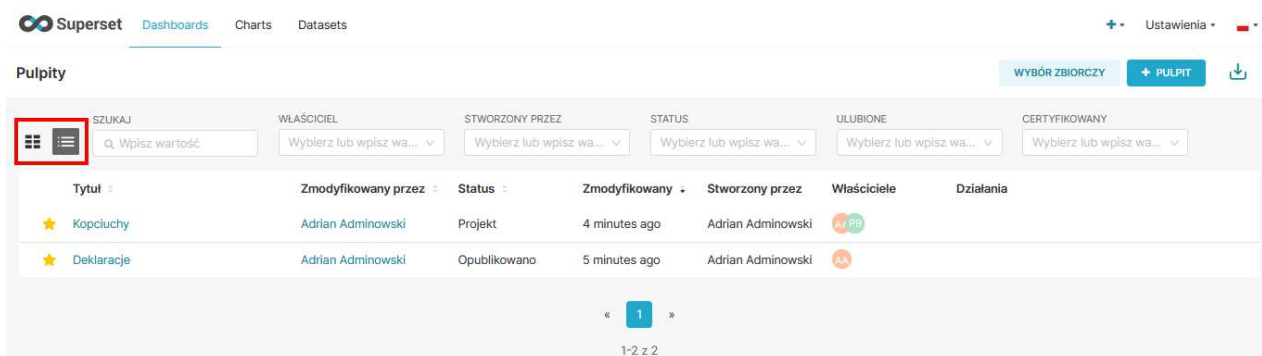 Superset Dashboards Charts Datasets + Ustawienia
Pulpity WYBÓR ZBIORCZY + PULPIT
SZUKAJ WŁAŚCICIEL STWORZONY PRZEZ STATUS ULUBIONE CERTYFIKOWANY
Wpisz wartość Wybierz lub wpisz wa... Wybierz lub wpisz wa... Wybierz lub wpisz wa... Wybierz lub wpisz wa... Wybierz lub wpisz wa...
Tytuł Zmodyfikowany przez Status Zmodyfikowany Stworzony przez Właściciele Działania
Kopciuchy Adrian Adminowski Projekt 4 minutes ago Adrian Adminowski PB
Deklaracje Adrian Adminowski Opublikowano 5 minutes ago Adrian Adminowski AA
« 1 »
1-2 z 2